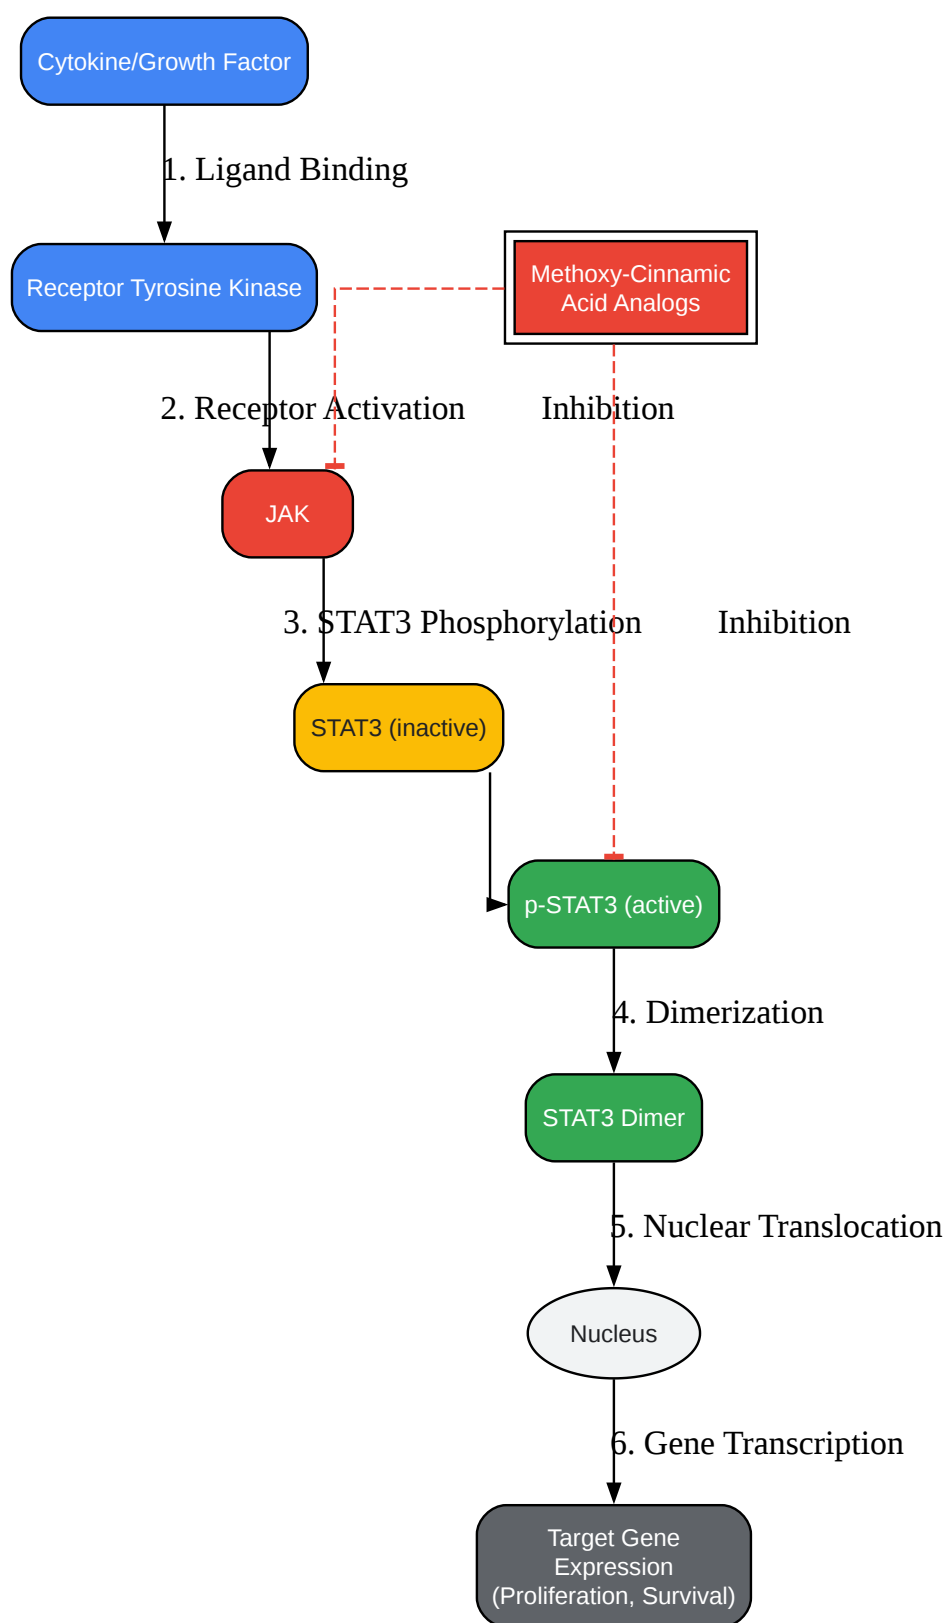 Cytokine/Growth Factor
1. Ligand Binding
Receptor Tyrosine Kinase
Methoxy-Cinnamic
Acid Analogs
2. Receptor Activation
Inhibition
JAK
3. STAT3 Phosphorylation
Inhibition
STAT3 (inactive)
p-STAT3 (active)
4. Dimerization
STAT3 Dimer
5. Nuclear Translocation
Nucleus
6. Gene Transcription
Target Gene
Expression
(Proliferation, Survival)